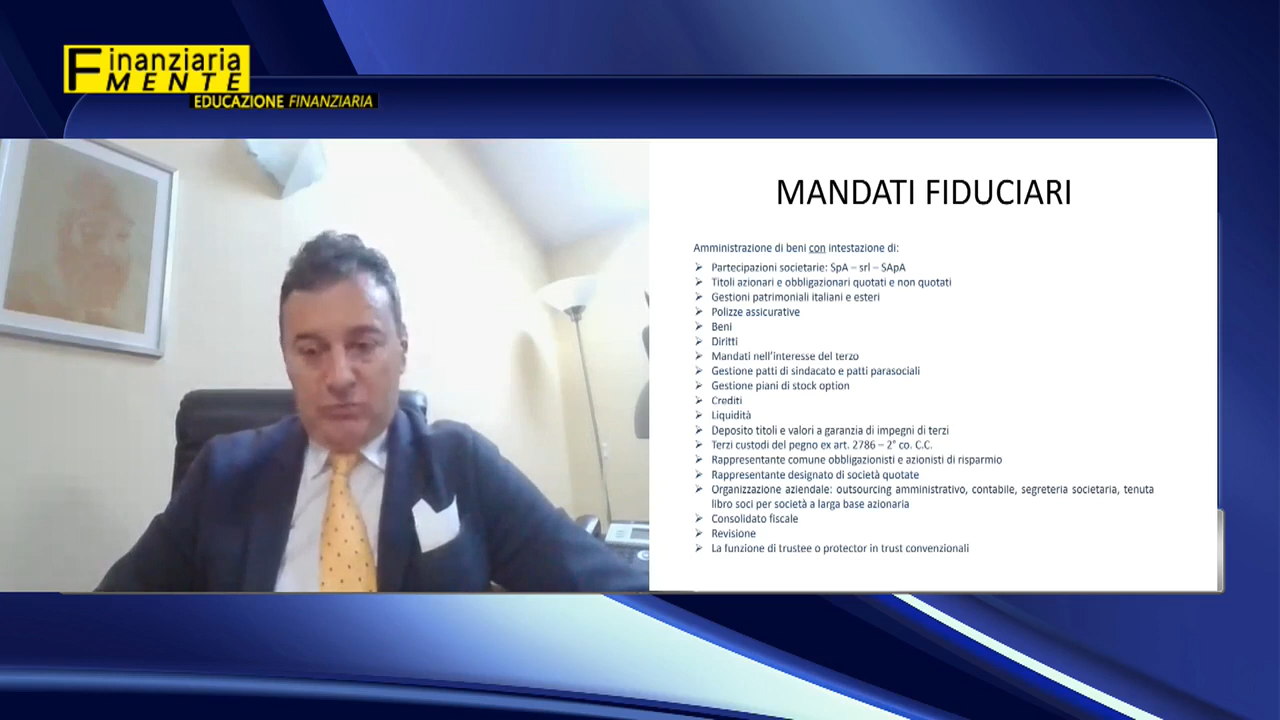 Finanziaria
MENTE
EDUCAZIONE FINANZIARIA
MANDATI FIDUCIARI
Amministrazione di beni con intestazione di:
➢ Partecipazioni societarie: SpA – srl – SApA
➢ Titoli azionari e obbligazionari quotati e non quotati
➢ Gestioni patrimoniali italiani e esteri
➢ Polizze assicurative
➢ Beni
➢ Diritti
➢ Mandati nell'interesse del terzo
➢ Gestione patti di sindacato e patti parasociali
➢ Gestione piani di stock option
➢ Crediti
➢ Liquidità
➢ Deposito titoli e valori a garanzia di impegni di terzi
➢ Terzi custodi del pegno ex art. 2786 – 2° co. C.C.
➢ Rappresentante comune obbligazionisti e azionisti di risparmio
➢ Rappresentante designato di società quotate
➢ Organizzazione aziendale: outsourcing amministrativo, contabile, segreteria societaria, tenuta
libro soci per società a larga base azionaria
➢ Consolidato fiscale
➢ Revisione
➢ La funzione di trustee o protector in trust convenzionali